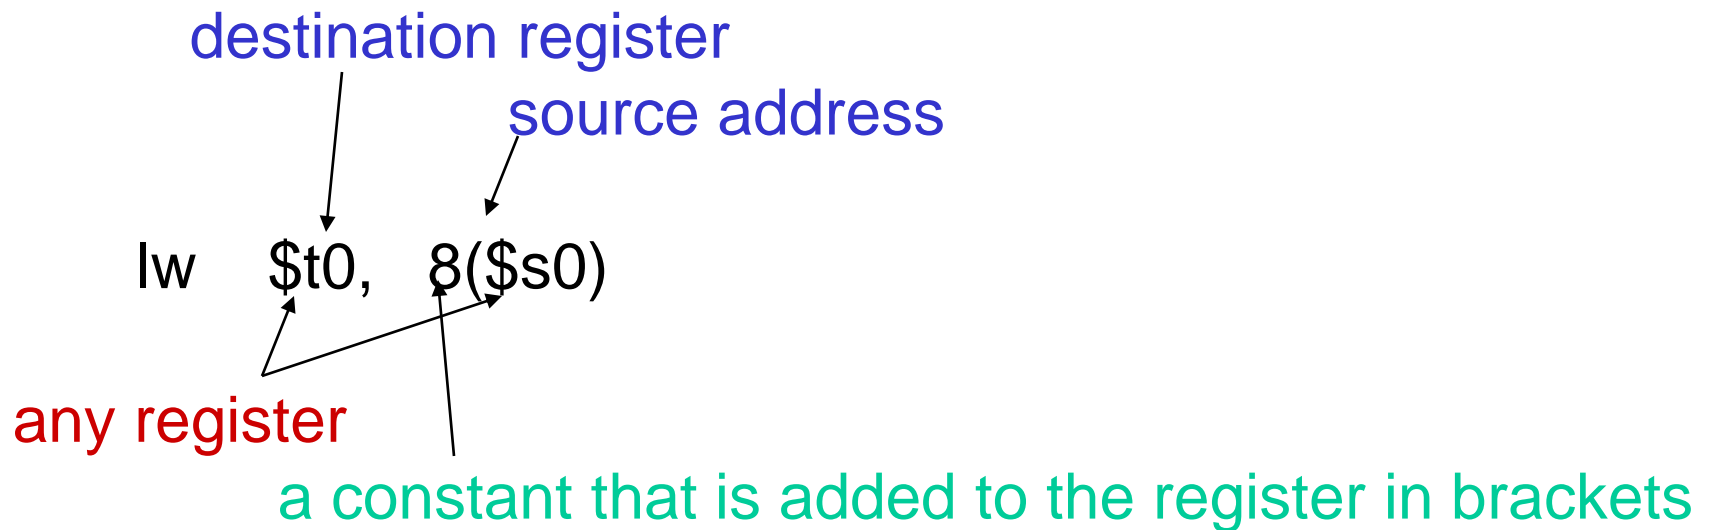 destination register
source address
lw $t0, 8($s0)
any register
a constant that is added to the register in brackets